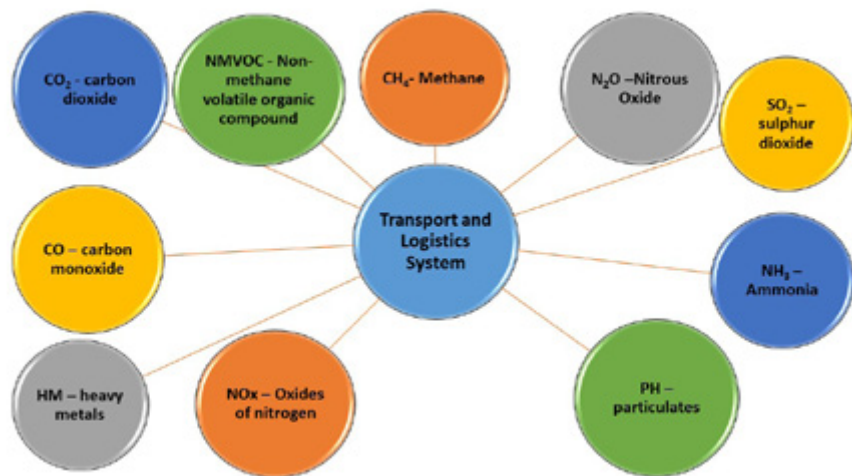 CO₂ - carbon
dioxide
NMVOC - Non-
methane
volatile organic
compound
CH₄- Methane
N₂O –Nitrous
Oxide
SO₂ –
sulphur
dioxide
CO – carbon
monoxide
Transport and
Logistics
System
NH₃ –
Ammonia
HM – heavy
metals
NOx – Oxides
of nitrogen
PH –
particulates